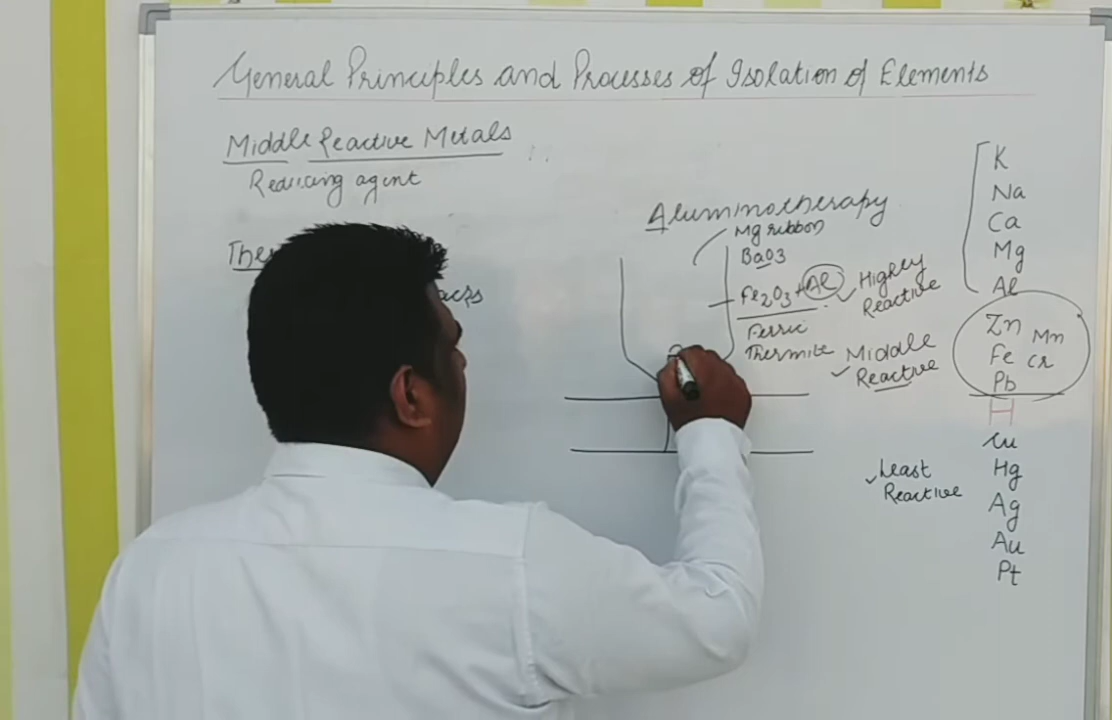 General Principles and Processes of Isolation of Elements
Middle Reactive Metals
Reducing agent
Aluminotherapy
Mg ribbon
BaO3
Fe2O3 + Al
Highly
Reactive
Ferric
Thermite
Middle
Reactive
Least
Reactive
K
Na
Ca
Mg
Al
Zn
Mn
Fe
Cr
Pb
H
Cu
Hg
Ag
Au
Pt